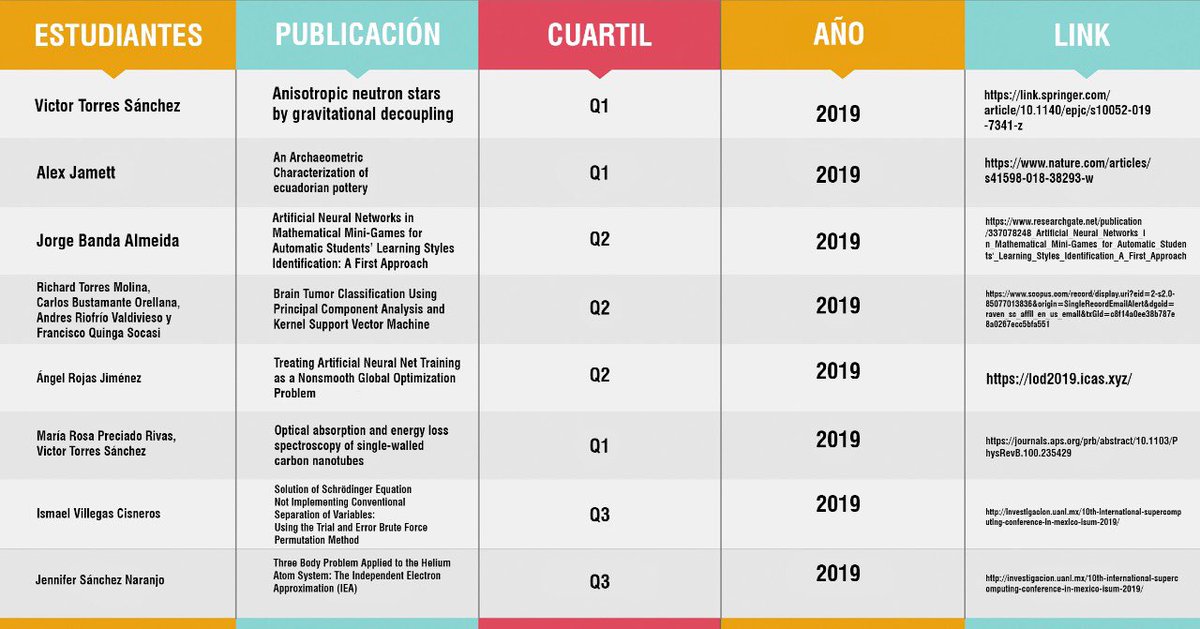 ESTUDIANTES PUBLICACIÓN CUARTIL AÑO LINK
Victor Torres Sánchez
Anisotropic neutron stars
by gravitational decoupling
Q1
2019
https://link.springer.com/
article/10.1140/epjc/s10052-019
-7341-z
Alex Jamett
An Archaeometric
Characterization of
ecuadorian pottery
Q1
2019
https://www.nature.com/articles/
s41598-018-38293-w
Jorge Banda Almeida
Artificial Neural Networks in
Mathematical Mini-Games for
Automatic Students' Learning Styles
Identification: A First Approach
Q2
2019
https://www.researchgate.net/publication
/337078248_Artificial_Neural_Networks_I
n_Mathematical_Mini-Games_for_Automatic_Studen
ts'_Learning_Styles_Identification_A_First_Approach
Richard Torres Molina,
Carlos Bustamante Orellana,
Andres Riofrío Valdivieso y
Francisco Quinga Socasi
Brain Tumor Classification Using
Principal Component Analysis and
Kernel Support Vector Machine
Q2
2019
https://www.scopus.com/record/display.uri?eid=2-s2.0-
85077013836&origin=SingleRecordEmailAlert&dgcid=
raven_sc_affil_en_us_email&txGid=c8f14a0ee38b787e
8a0267ecc5bfa551
Ángel Rojas Jiménez
Treating Artificial Neural Net Training
as a Nonsmooth Global Optimization
Problem
Q2
2019
https://lod2019.icas.xyz/
María Rosa Preciado Rivas,
Victor Torres Sánchez
Optical absorption and energy loss
spectroscopy of single-walled
carbon nanotubes
Q1
2019
https://journals.aps.org/prb/abstract/10.1103/P
hysRevB.100.235429
Ismael Villegas Cisneros
Solution of Schrödinger Equation
Not Implementing Conventional
Separation of Variables:
Using the Trial and Error Brute Force
Permutation Method
Q3
2019
http://investigacion.uanl.mx/10th-international-supercomp
uting-conference-in-mexico-isum-2019/
Jennifer Sánchez Naranjo
Three Body Problem Applied to the Helium
Atom System: The Independent Electron
Approximation (IEA)
Q3
2019
http://investigacion.uanl.mx/10th-international-superc
omputing-conference-in-mexico-isum-2019/